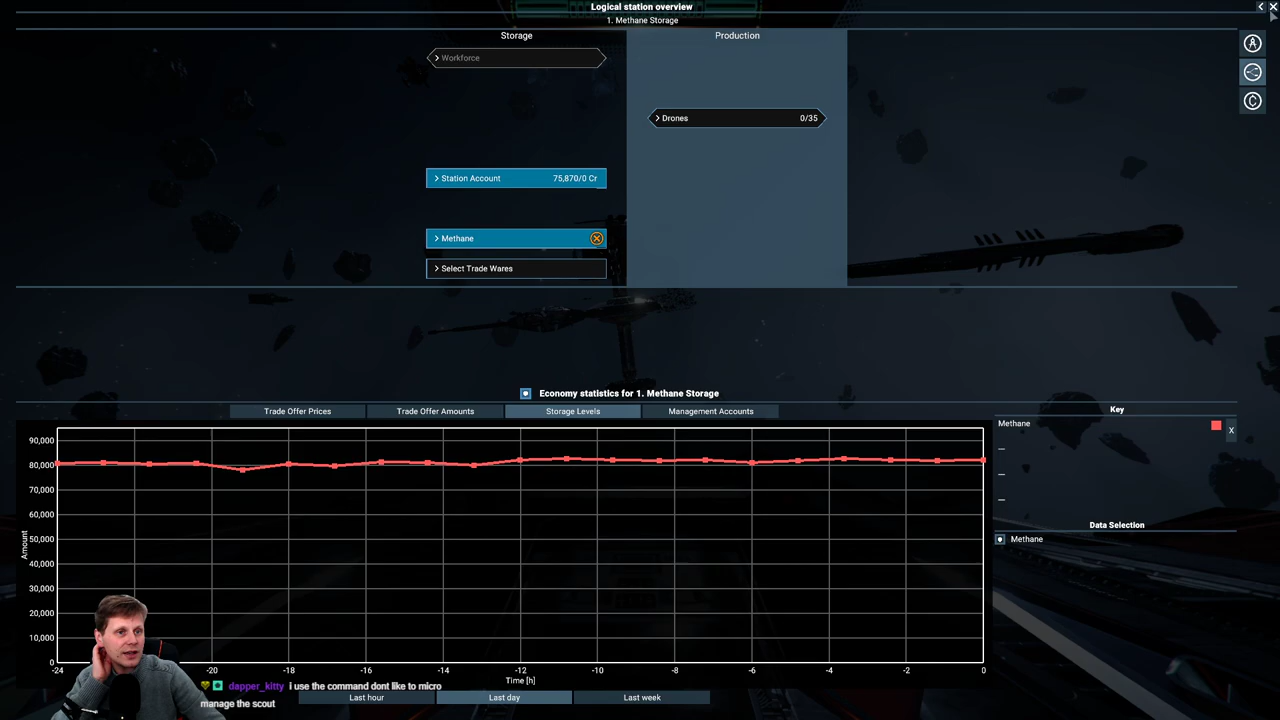 Logical station overview
1. Methane Storage
Storage
Production
Workforce
Drones 0/35
Station Account 75,870/0 Cr
Methane
Select Trade Wares
Economy statistics for 1. Methane Storage
Trade Offer Prices
Trade Offer Amounts
Storage Levels
Management Accounts
Key
Methane
X
–
–
–
Data Selection
Methane
90,000
80,000
70,000
60,000
50,000
40,000
30,000
20,000
10,000
0
Amount
-24
-20
-18
-16
-14
-12
-10
-8
-6
-4
-2
0
Time [h]
dapper_kitty i use the command dont like to micro
manage the scout
Last hour
Last day
Last week